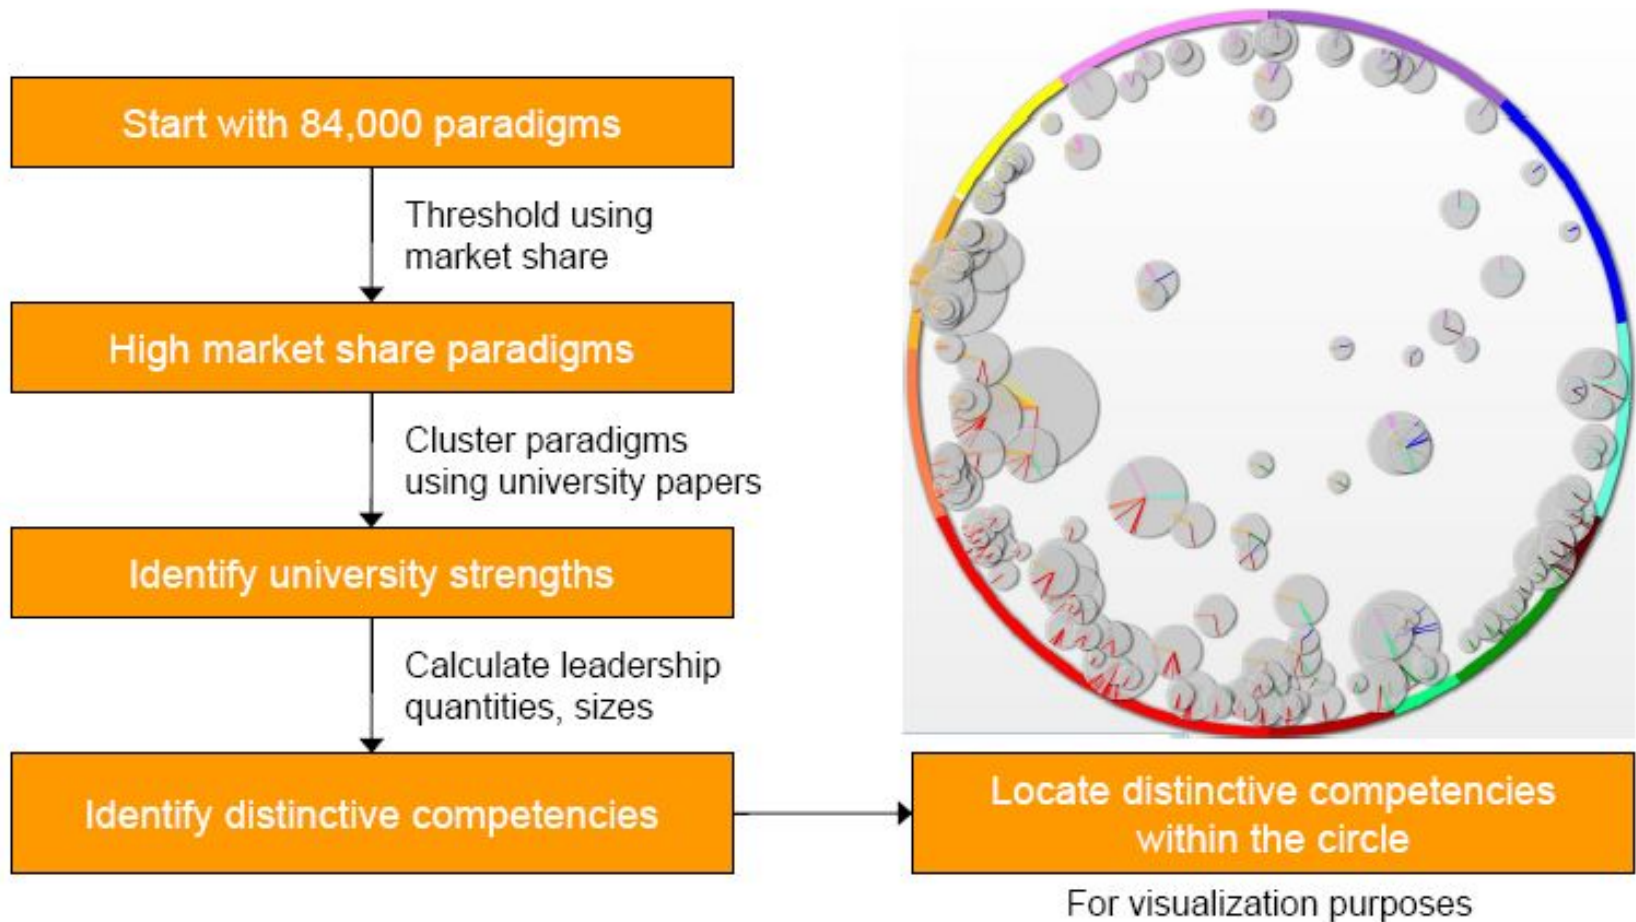 Start with 84,000 paradigms
Threshold using
market share
High market share paradigms
Cluster paradigms
using university papers
Identify university strengths
Calculate leadership
quantities, sizes
Identify distinctive competencies
Locate distinctive competencies
within the circle
For visualization purposes